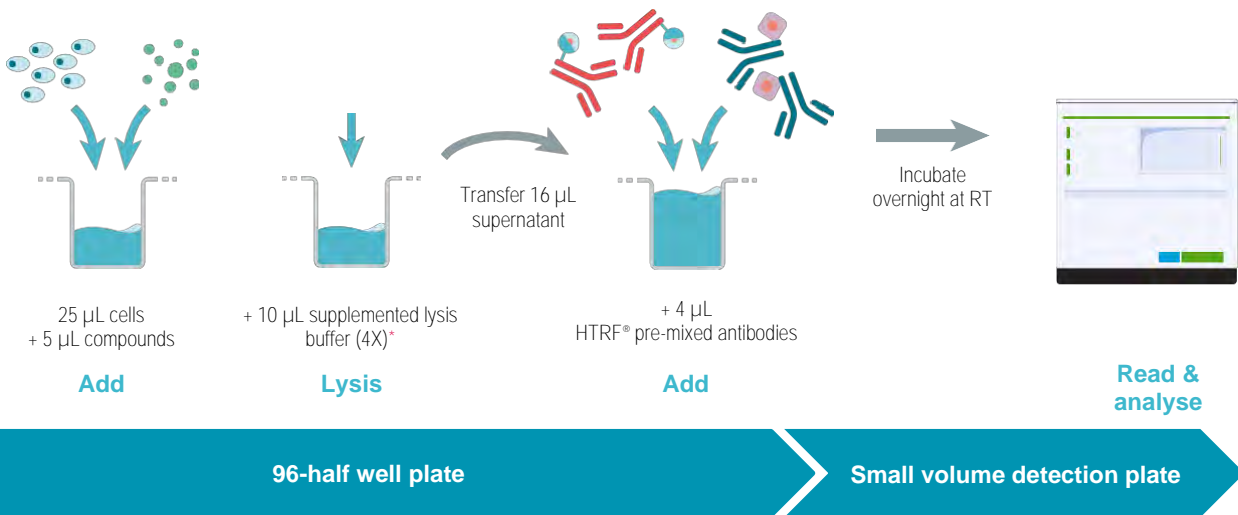 Transfer 16 µL
supernatant
Incubate
overnight at RT
25 µL cells
+ 5 µL compounds
+ 10 µL supplemented lysis
buffer (4X)*
+ 4 µL
HTRF® pre-mixed antibodies
Add
Lysis
Add
Read &
analyse
96-half well plate
Small volume detection plate